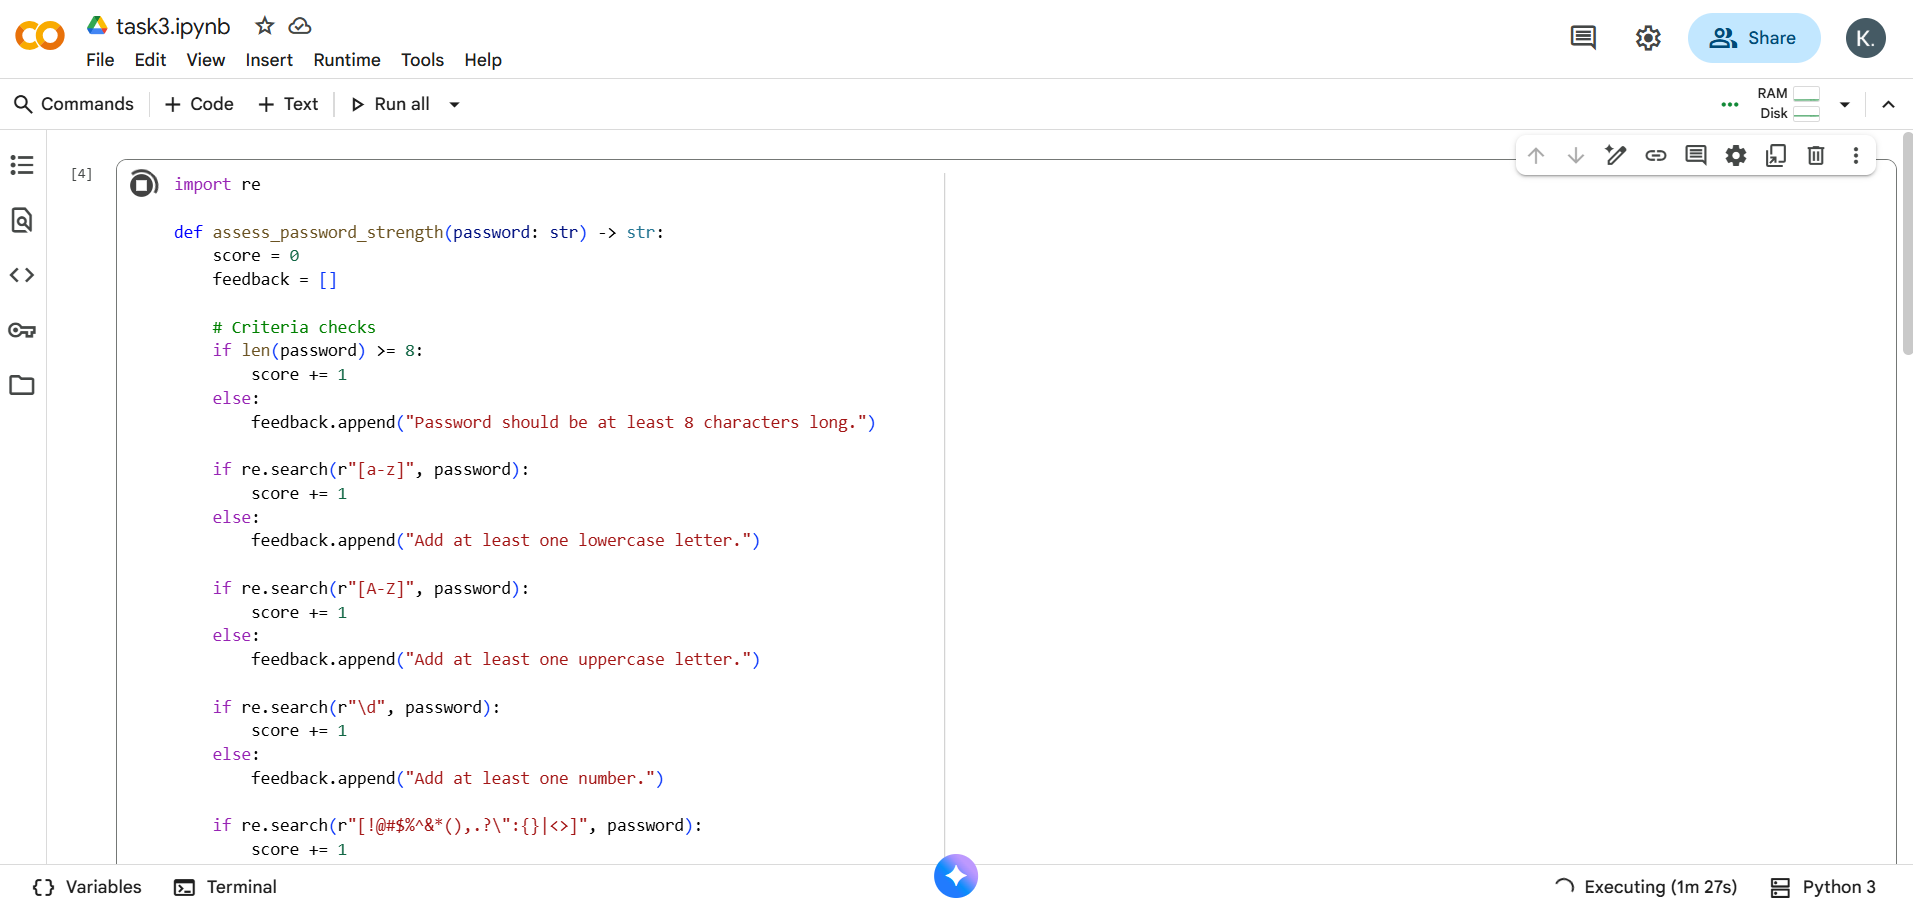 task3.ipynb
File Edit View Insert Runtime Tools Help
Share
K.
Commands + Code + Text Run all
RAM
Disk
[4]
import re
def assess_password_strength(password: str) -> str:
    score = 0
    feedback = []
    # Criteria checks
    if len(password) >= 8:
        score += 1
    else:
        feedback.append("Password should be at least 8 characters long.")
    if re.search(r"[a-z]", password):
        score += 1
    else:
        feedback.append("Add at least one lowercase letter.")
    if re.search(r"[A-Z]", password):
        score += 1
    else:
        feedback.append("Add at least one uppercase letter.")
    if re.search(r"\d", password):
        score += 1
    else:
        feedback.append("Add at least one number.")
    if re.search(r"[!@#$%^&*(),.?\":{}|<>]", password):
        score += 1
{} Variables Terminal
Executing (1m 27s) Python 3